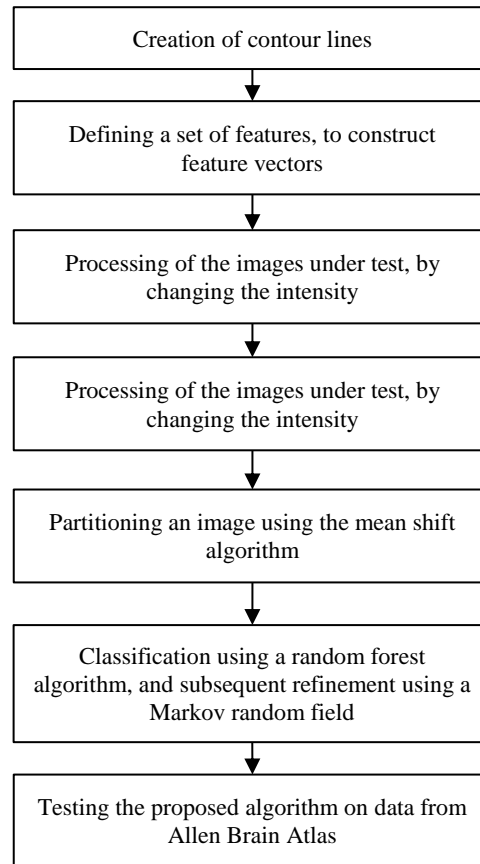 Creation of contour lines
Defining a set of features, to construct
feature vectors
Processing of the images under test, by
changing the intensity
Processing of the images under test, by
changing the intensity
Partitioning an image using the mean shift
algorithm
Classification using a random forest
algorithm, and subsequent refinement using a
Markov random field
Testing the proposed algorithm on data from
Allen Brain Atlas